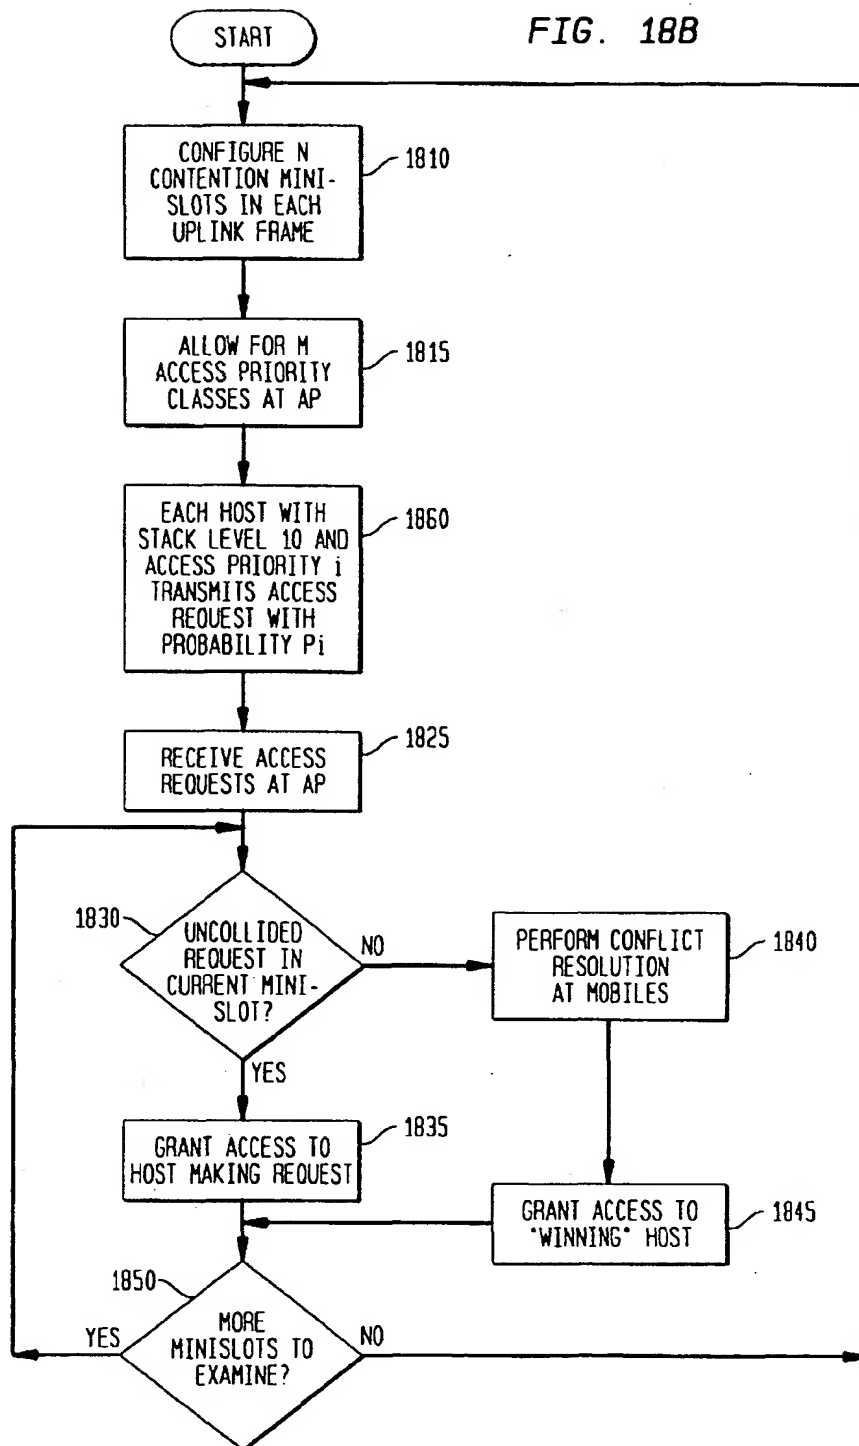 FIG. 18B
START
CONFIGURE N
CONTENTION MINI-
SLOTS IN EACH
UPLINK FRAME
1810
ALLOW FOR M
ACCESS PRIORITY
CLASSES AT AP
1815
EACH HOST WITH
STACK LEVEL 10 AND
ACCESS PRIORITY i
TRANSMITS ACCESS
REQUEST WITH
PROBABILITY Pi
1860
RECEIVE ACCESS
REQUESTS AT AP
1825
1830
UNCOLLIDED
REQUEST IN
CURRENT MINI-
SLOT?
NO
YES
PERFORM CONFLICT
RESOLUTION
AT MOBILES
1840
GRANT ACCESS TO
HOST MAKING REQUEST
1835
GRANT ACCESS TO
"WINNING" HOST
1845
1850
MORE
MINISLOTS TO
EXAMINE?
YES
NO